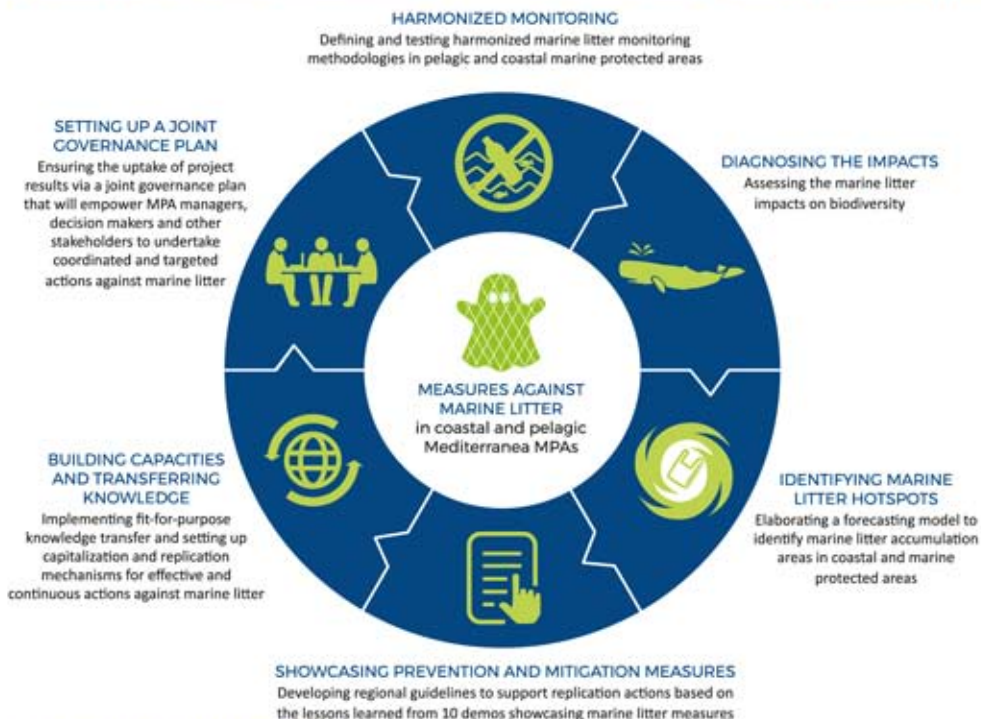 HARMONIZED MONITORING
Defining and testing harmonized marine litter monitoring
methodologies in pelagic and coastal marine protected areas
DIAGNOSING THE IMPACTS
Assessing the marine litter
impacts on biodiversity
IDENTIFYING MARINE
LITTER HOTSPOTS
Elaborating a forecasting model to
identify marine litter accumulation
areas in coastal and marine
protected areas
SHOWCASING PREVENTION AND MITIGATION MEASURES
Developing regional guidelines to support replication actions based on
the lessons learned from 10 demos showcasing marine litter measures
BUILDING CAPACITIES
AND TRANSFERRING
KNOWLEDGE
Implementing fit-for-purpose
knowledge transfer and setting up
capitalization and replication
mechanisms for effective and
continuous actions against marine litter
SETTING UP A JOINT
GOVERNANCE PLAN
Ensuring the uptake of project
results via a joint governance plan
that will empower MPA managers,
decision makers and other
stakeholders to undertake
coordinated and targeted
actions against marine litter
MEASURES AGAINST
MARINE LITTER
in coastal and pelagic
Mediterranea MPAs